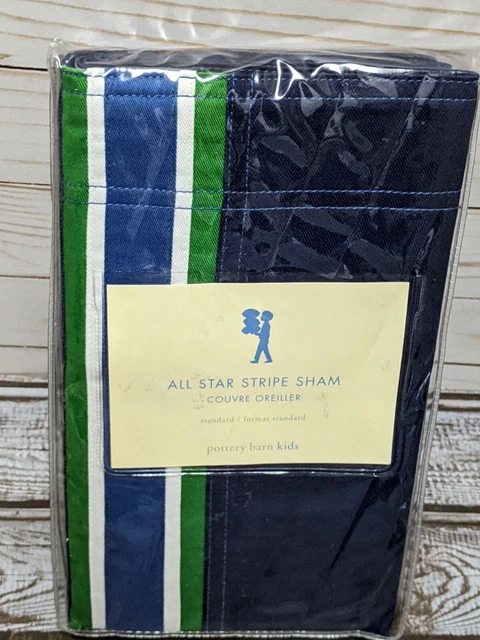 ALL STAR STRIPE SHAM
COUVRE OREILLER
standard / format standard
pottery barn kids